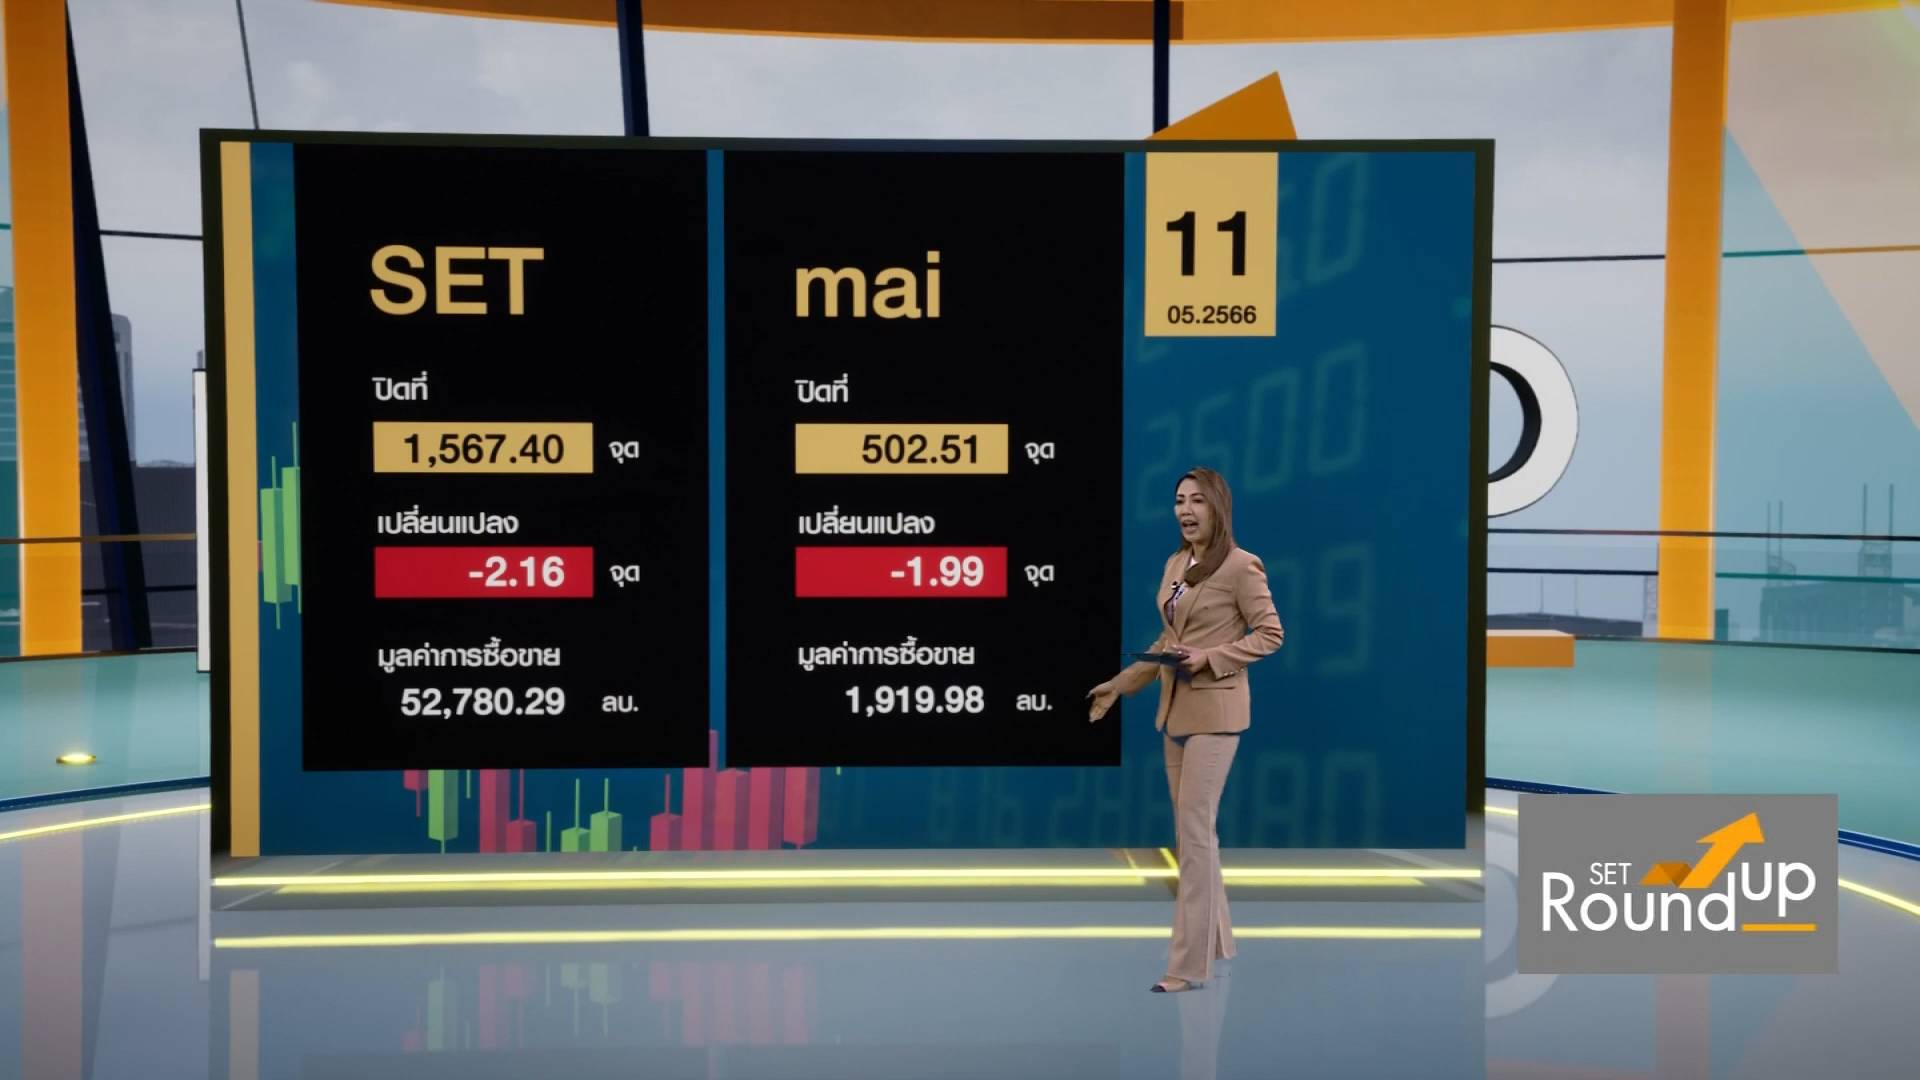 SET
ปิดที่
1,567.40 จุด
เปลี่ยนแปลง
-2.16 จุด
มูลค่าการซื้อขาย
52,780.29 ลบ.
mai
ปิดที่
502.51 จุด
เปลี่ยนแปลง
-1.99 จุด
มูลค่าการซื้อขาย
1,919.98 ลบ.
11
05.2566
2500
SET
Roundup